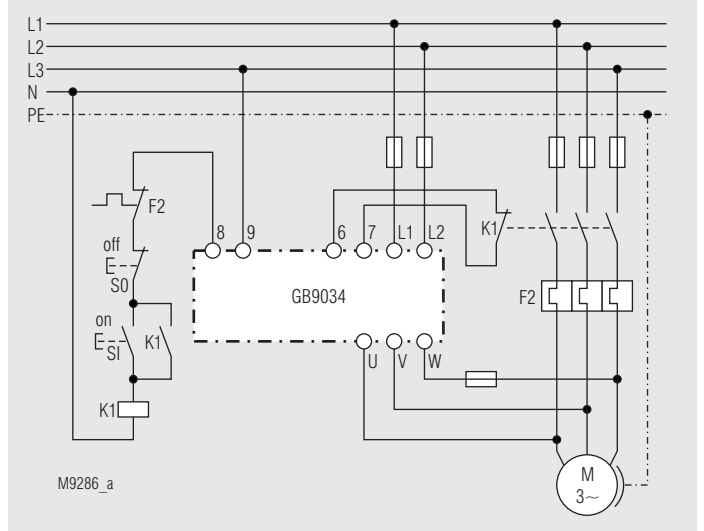 L1
L2
L3
N
PE
F2
8
9
6
7
L1
L2
K1
off
S0
GB9034
F2
on
SI
K1
U
V
W
K1
M9286_a
M
3~